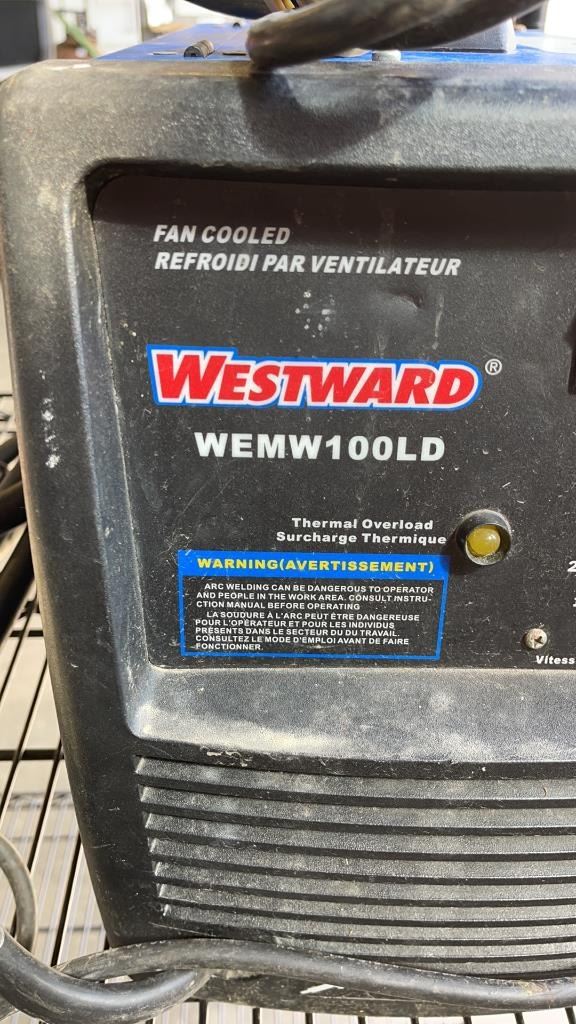 FAN COOLED
REFROIDI PAR VENTILATEUR
WESTWARD®
WEMW100LD
Thermal Overload
Surcharge Thermique
WARNING(AVERTISSEMENT)
ARC WELDING CAN BE DANGEROUS TO OPERATOR
AND PEOPLE IN THE WORK AREA. CONSULT INSTRU-
CTION MANUAL BEFORE OPERATING
LA SOUDURE À L'ARC PEUT ÊTRE DANGEREUSE
POUR L'OPÉRATEUR ET POUR LES INDIVIDUS
PRÉSENTS DANS LE SECTEUR DU DU TRAVAIL.
CONSULTEZ LE MODE D'EMPLOI AVANT DE FAIRE
FONCTIONNER.
2
Vitess